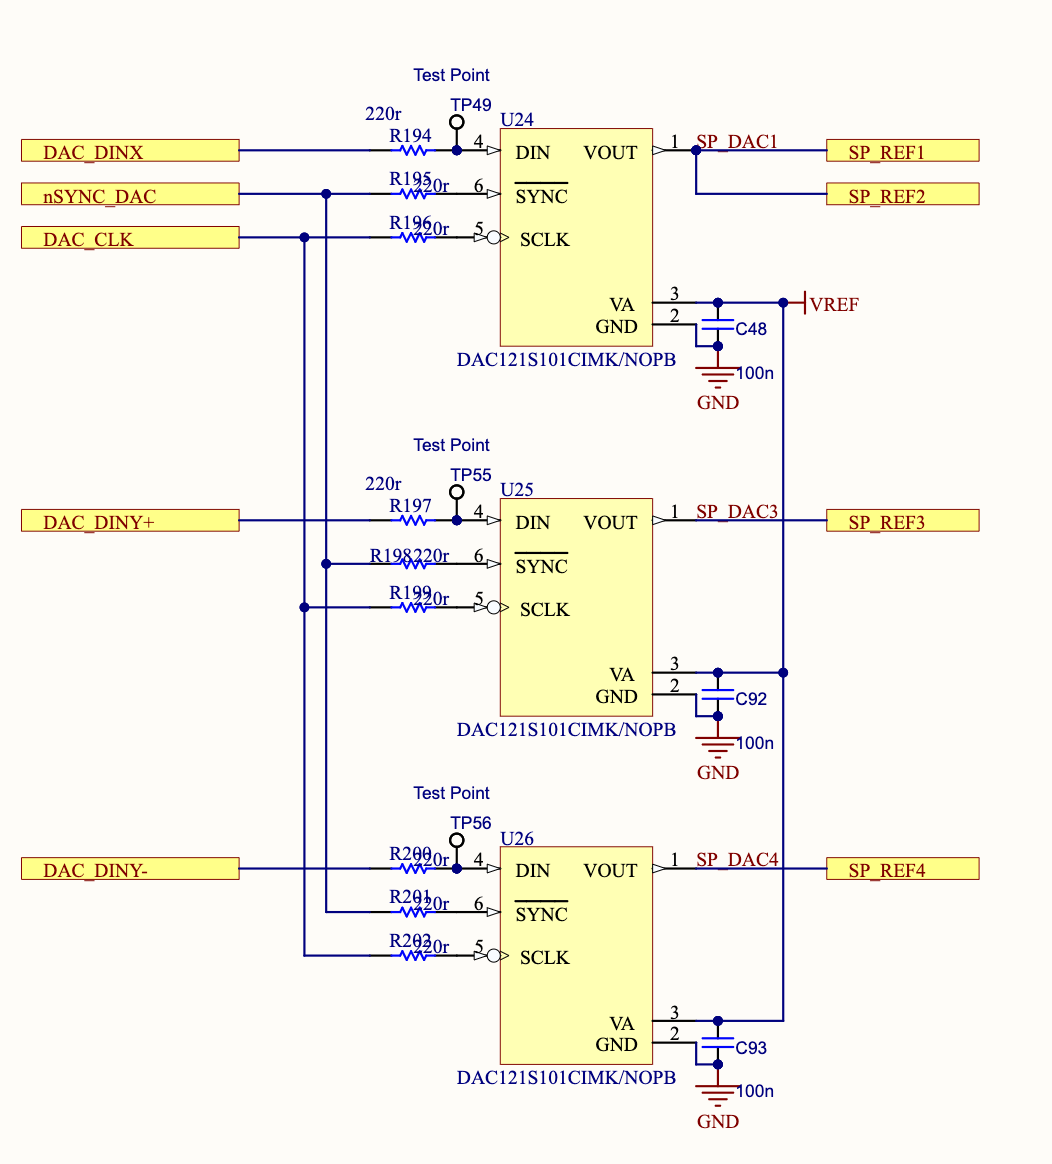 Test Point
TP49
220r
R194
U24
DAC_DINX
4
DIN
VOUT
1
SP_DAC1
SP_REF1
nSYNC_DAC
R195
220r
6
SYNC
SP_REF2
DAC_CLK
R196
220r
5
SCLK
VA
3
VREF
GND
2
C48
DAC121S101CIMK/NOPB
100n
GND
Test Point
TP55
220r
R197
U25
DAC_DINY+
4
DIN
VOUT
1
SP_DAC3
SP_REF3
R198
220r
6
SYNC
R199
220r
5
SCLK
VA
3
GND
2
C92
DAC121S101CIMK/NOPB
100n
GND
Test Point
TP56
U26
DAC_DINY-
R200
220r
4
DIN
VOUT
1
SP_DAC4
SP_REF4
R201
220r
6
SYNC
R202
220r
5
SCLK
VA
3
GND
2
C93
DAC121S101CIMK/NOPB
100n
GND